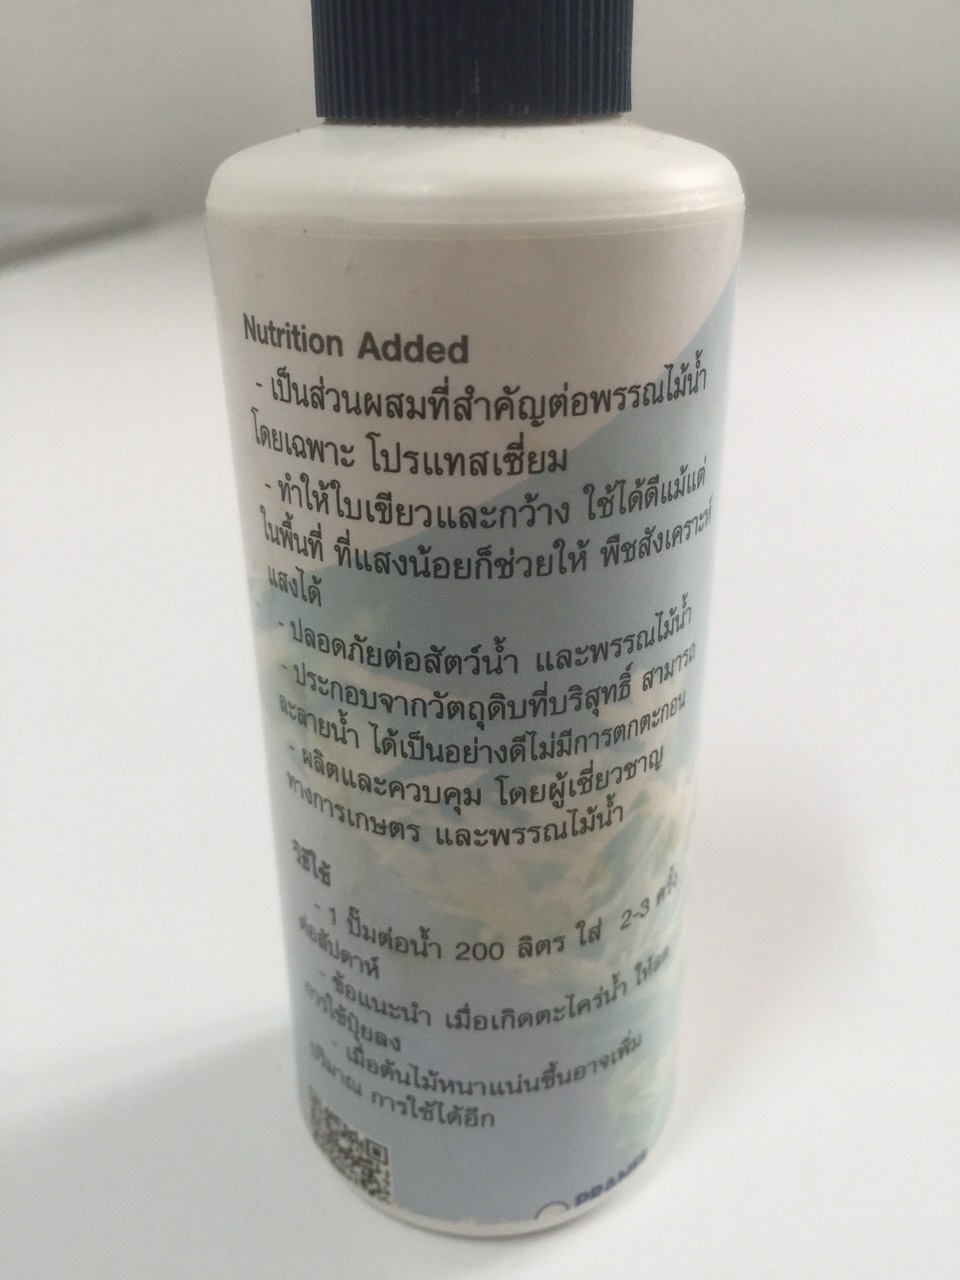 Nutrition Added
- เป็นส่วนผสมที่สำคัญต่อพรรณไม้น้ำ
โดยเฉพาะ โปรแทสเซี่ยม
- ทำให้ใบเขียวและกว้าง ใช้ได้ดีแม้แต่
ในพื้นที่ ที่แสงน้อยก็ช่วยให้ พืชสังเคราะห์
แสงได้
- ปลอดภัยต่อสัตว์น้ำ และพรรณไม้น้ำ
- ประกอบจากวัตถุดิบที่บริสุทธิ์ สามารถ
ละลายน้ำ ได้เป็นอย่างดีไม่มีการตกตะกอน
- ผลิตและควบคุม โดยผู้เชี่ยวชาญ
ทางการเกษตร และพรรณไม้น้ำ
วิธีใช้
- 1 ปั๊มต่อน้ำ 200 ลิตร ใส่ 2-3 ครั้ง
ต่อสัปดาห์
- ข้อแนะนำ เมื่อเกิดตะไคร่น้ำ ให้ลด
การใช้ปุ๋ยลง
- เมื่อต้นไม้หนาแน่นขึ้นอาจเพิ่ม
ปริมาณ การใช้ได้อีก